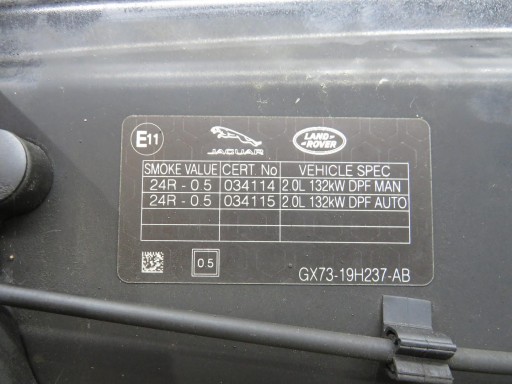 E11
JAGUAR
LAND-
ROVER
SMOKE VALUE CERT. No VEHICLE SPEC
24R - 0.5 034114 2.0L 132kW DPF MAN
24R - 0.5 034115 2.0L 132kW DPF AUTO
0.5
GX73-19H237-AB